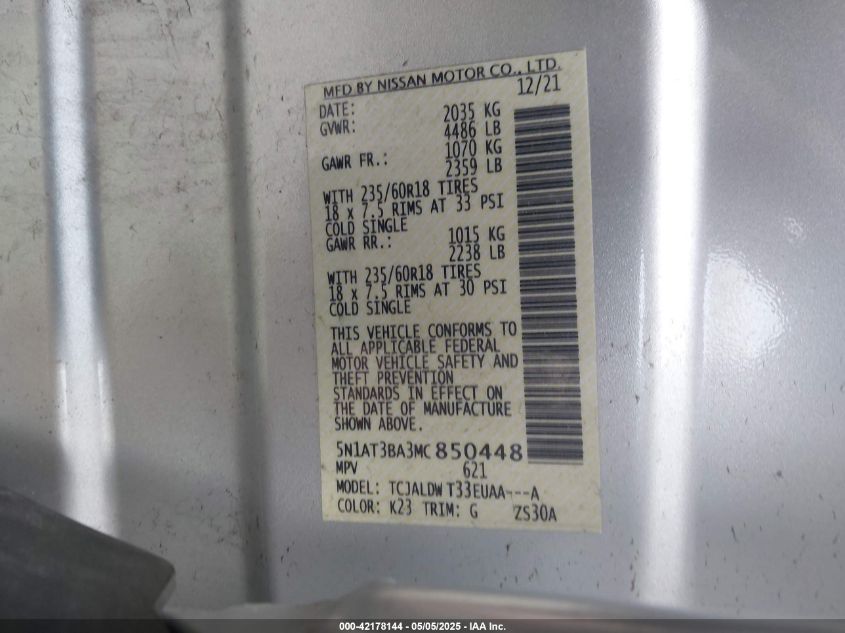 MFD BY NISSAN MOTOR CO., LTD.
DATE: 12/21
GVWR: 2035 KG
4486 LB
GAWR FR.: 1070 KG
2359 LB
WITH 235/60R18 TIRES
18 x 7.5 RIMS AT 33 PSI
COLD SINGLE
GAWR RR.: 1015 KG
2238 LB
WITH 235/60R18 TIRES
18 x 7.5 RIMS AT 30 PSI
COLD SINGLE
THIS VEHICLE CONFORMS TO
ALL APPLICABLE FEDERAL
MOTOR VEHICLE SAFETY AND
THEFT PREVENTION
STANDARDS IN EFFECT ON
THE DATE OF MANUFACTURE
SHOWN ABOVE.
5N1AT3BA3MC850448
MPV 621
MODEL: TCJALDW T33EUAA---A
COLOR: K23 TRIM: G ZS30A
000-42178144 - 05/05/2025 - IAA Inc.